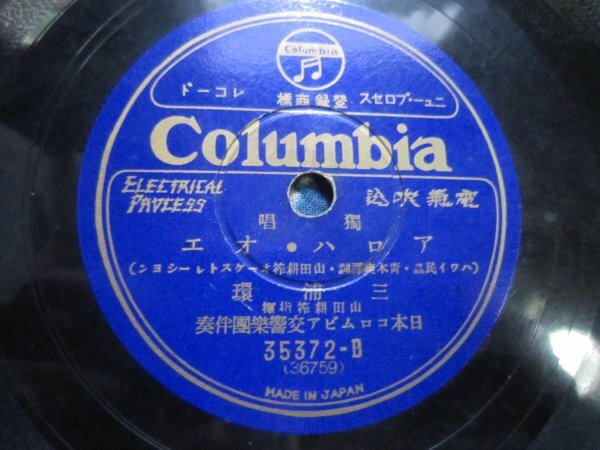 Columbia
ニュー・プロセス 登録商標 レコード
Columbia
ELECTRICAL
PROCESS
電氣吹込
獨唱
アロハ・オエ
(ハワイ民謡・青木爽譯詞・山田耕筰オーケストレーシヨン)
三浦環
山田耕筰指揮
日本コロムビア交響樂團伴奏
35372-B
(36759)
MADE IN JAPAN